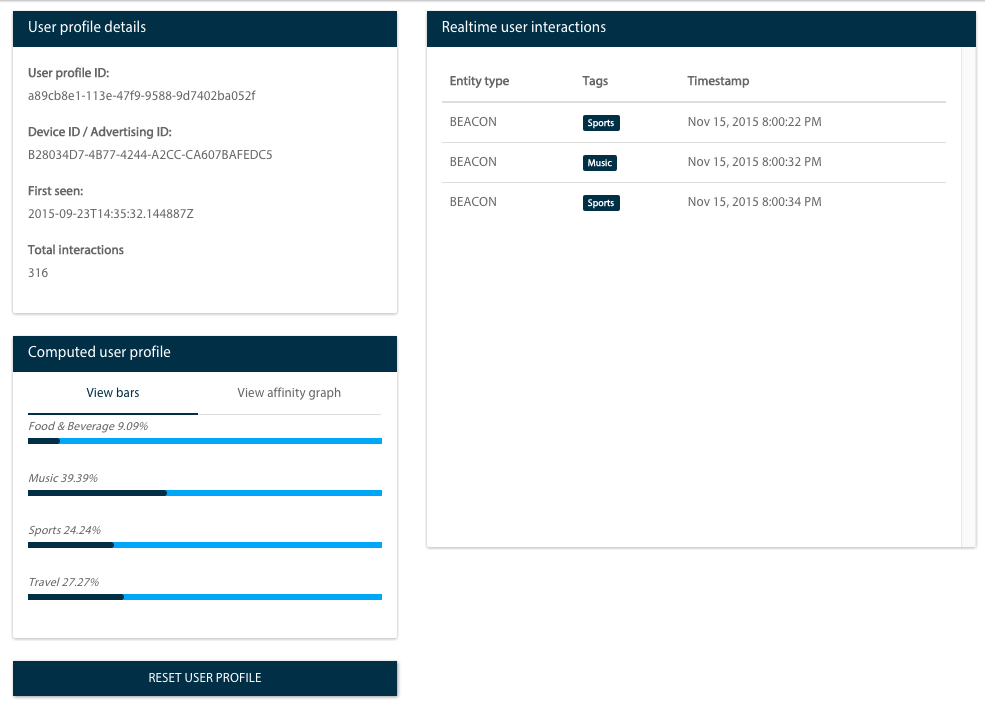 User profile details
User profile ID:
a89cb8e1-113e-47f9-9588-9d7402ba052f
Device ID / Advertising ID:
B28034D7-4B77-4244-A2CC-CA607BAFEDC5
First seen:
2015-09-23T14:35:32.144887Z
Total interactions
316
Computed user profile
View bars View affinity graph
Food & Beverage 9.09%
Music 39.39%
Sports 24.24%
Travel 27.27%
RESET USER PROFILE
Realtime user interactions
Entity type Tags Timestamp
BEACON Sports Nov 15, 2015 8:00:22 PM
BEACON Music Nov 15, 2015 8:00:32 PM
BEACON Sports Nov 15, 2015 8:00:34 PM